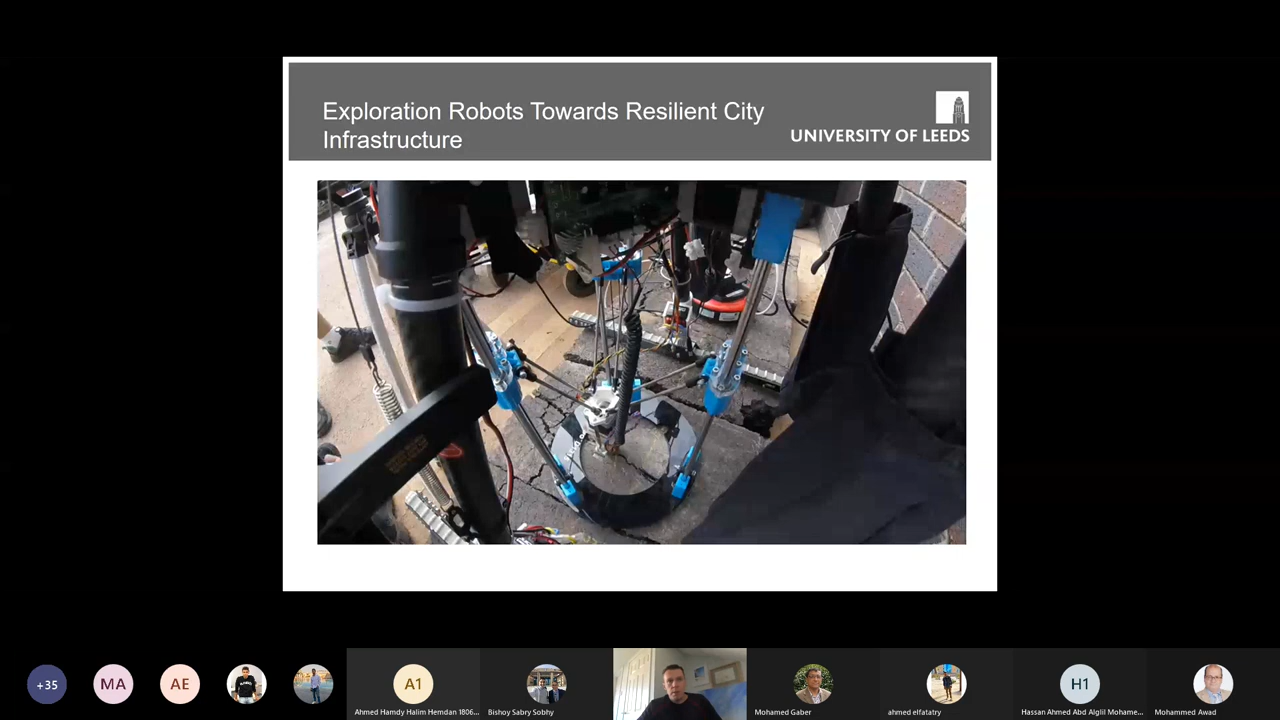 Exploration Robots Towards Resilient City
Infrastructure
UNIVERSITY OF LEEDS
+35
MA
AE
A1
H1
Ahmed Hamdy Halim Hemdan 1806...
Bishoy Sabry Sobhy
Mohamed Gaber
ahmed elfatatry
Hassan Ahmed Abd Alglil Mohame...
Mohammed Awad